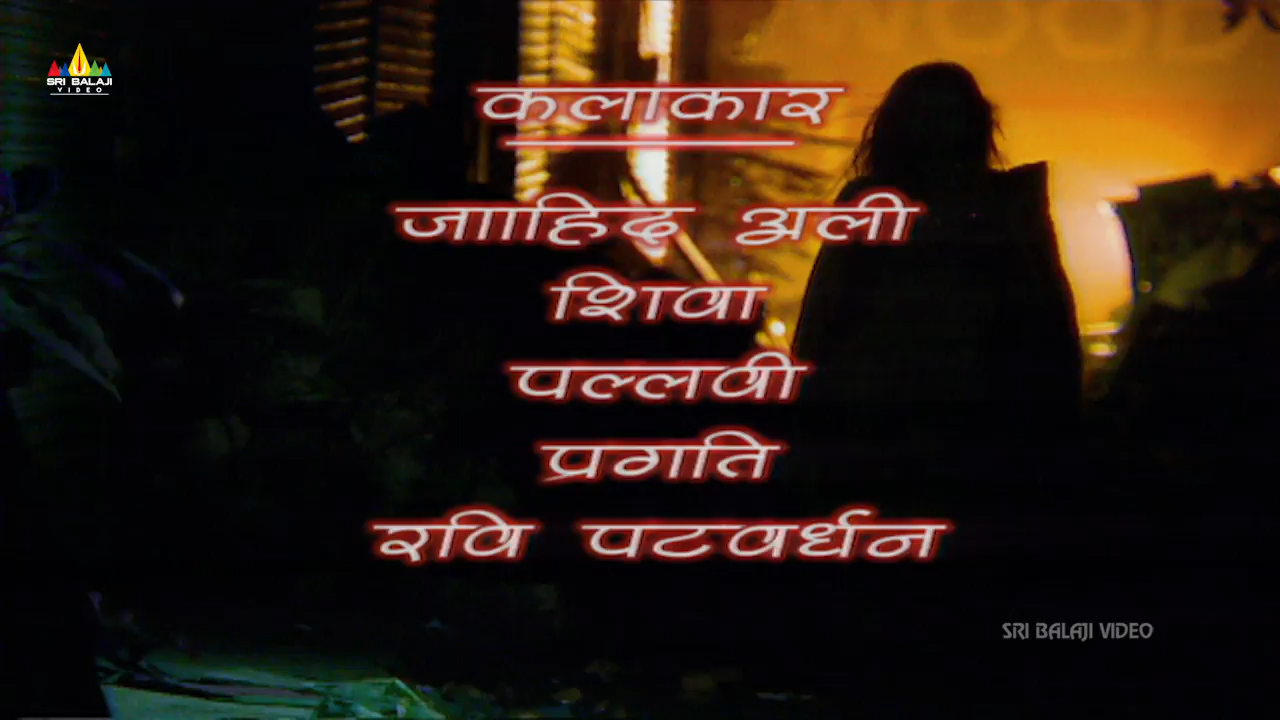 SRI BALAJI
VIDEO
कलाकार
जााहिद अली
शिवा
पल्लवी
प्रगति
रवि पटवर्धन
SRI BALAJI VIDEO